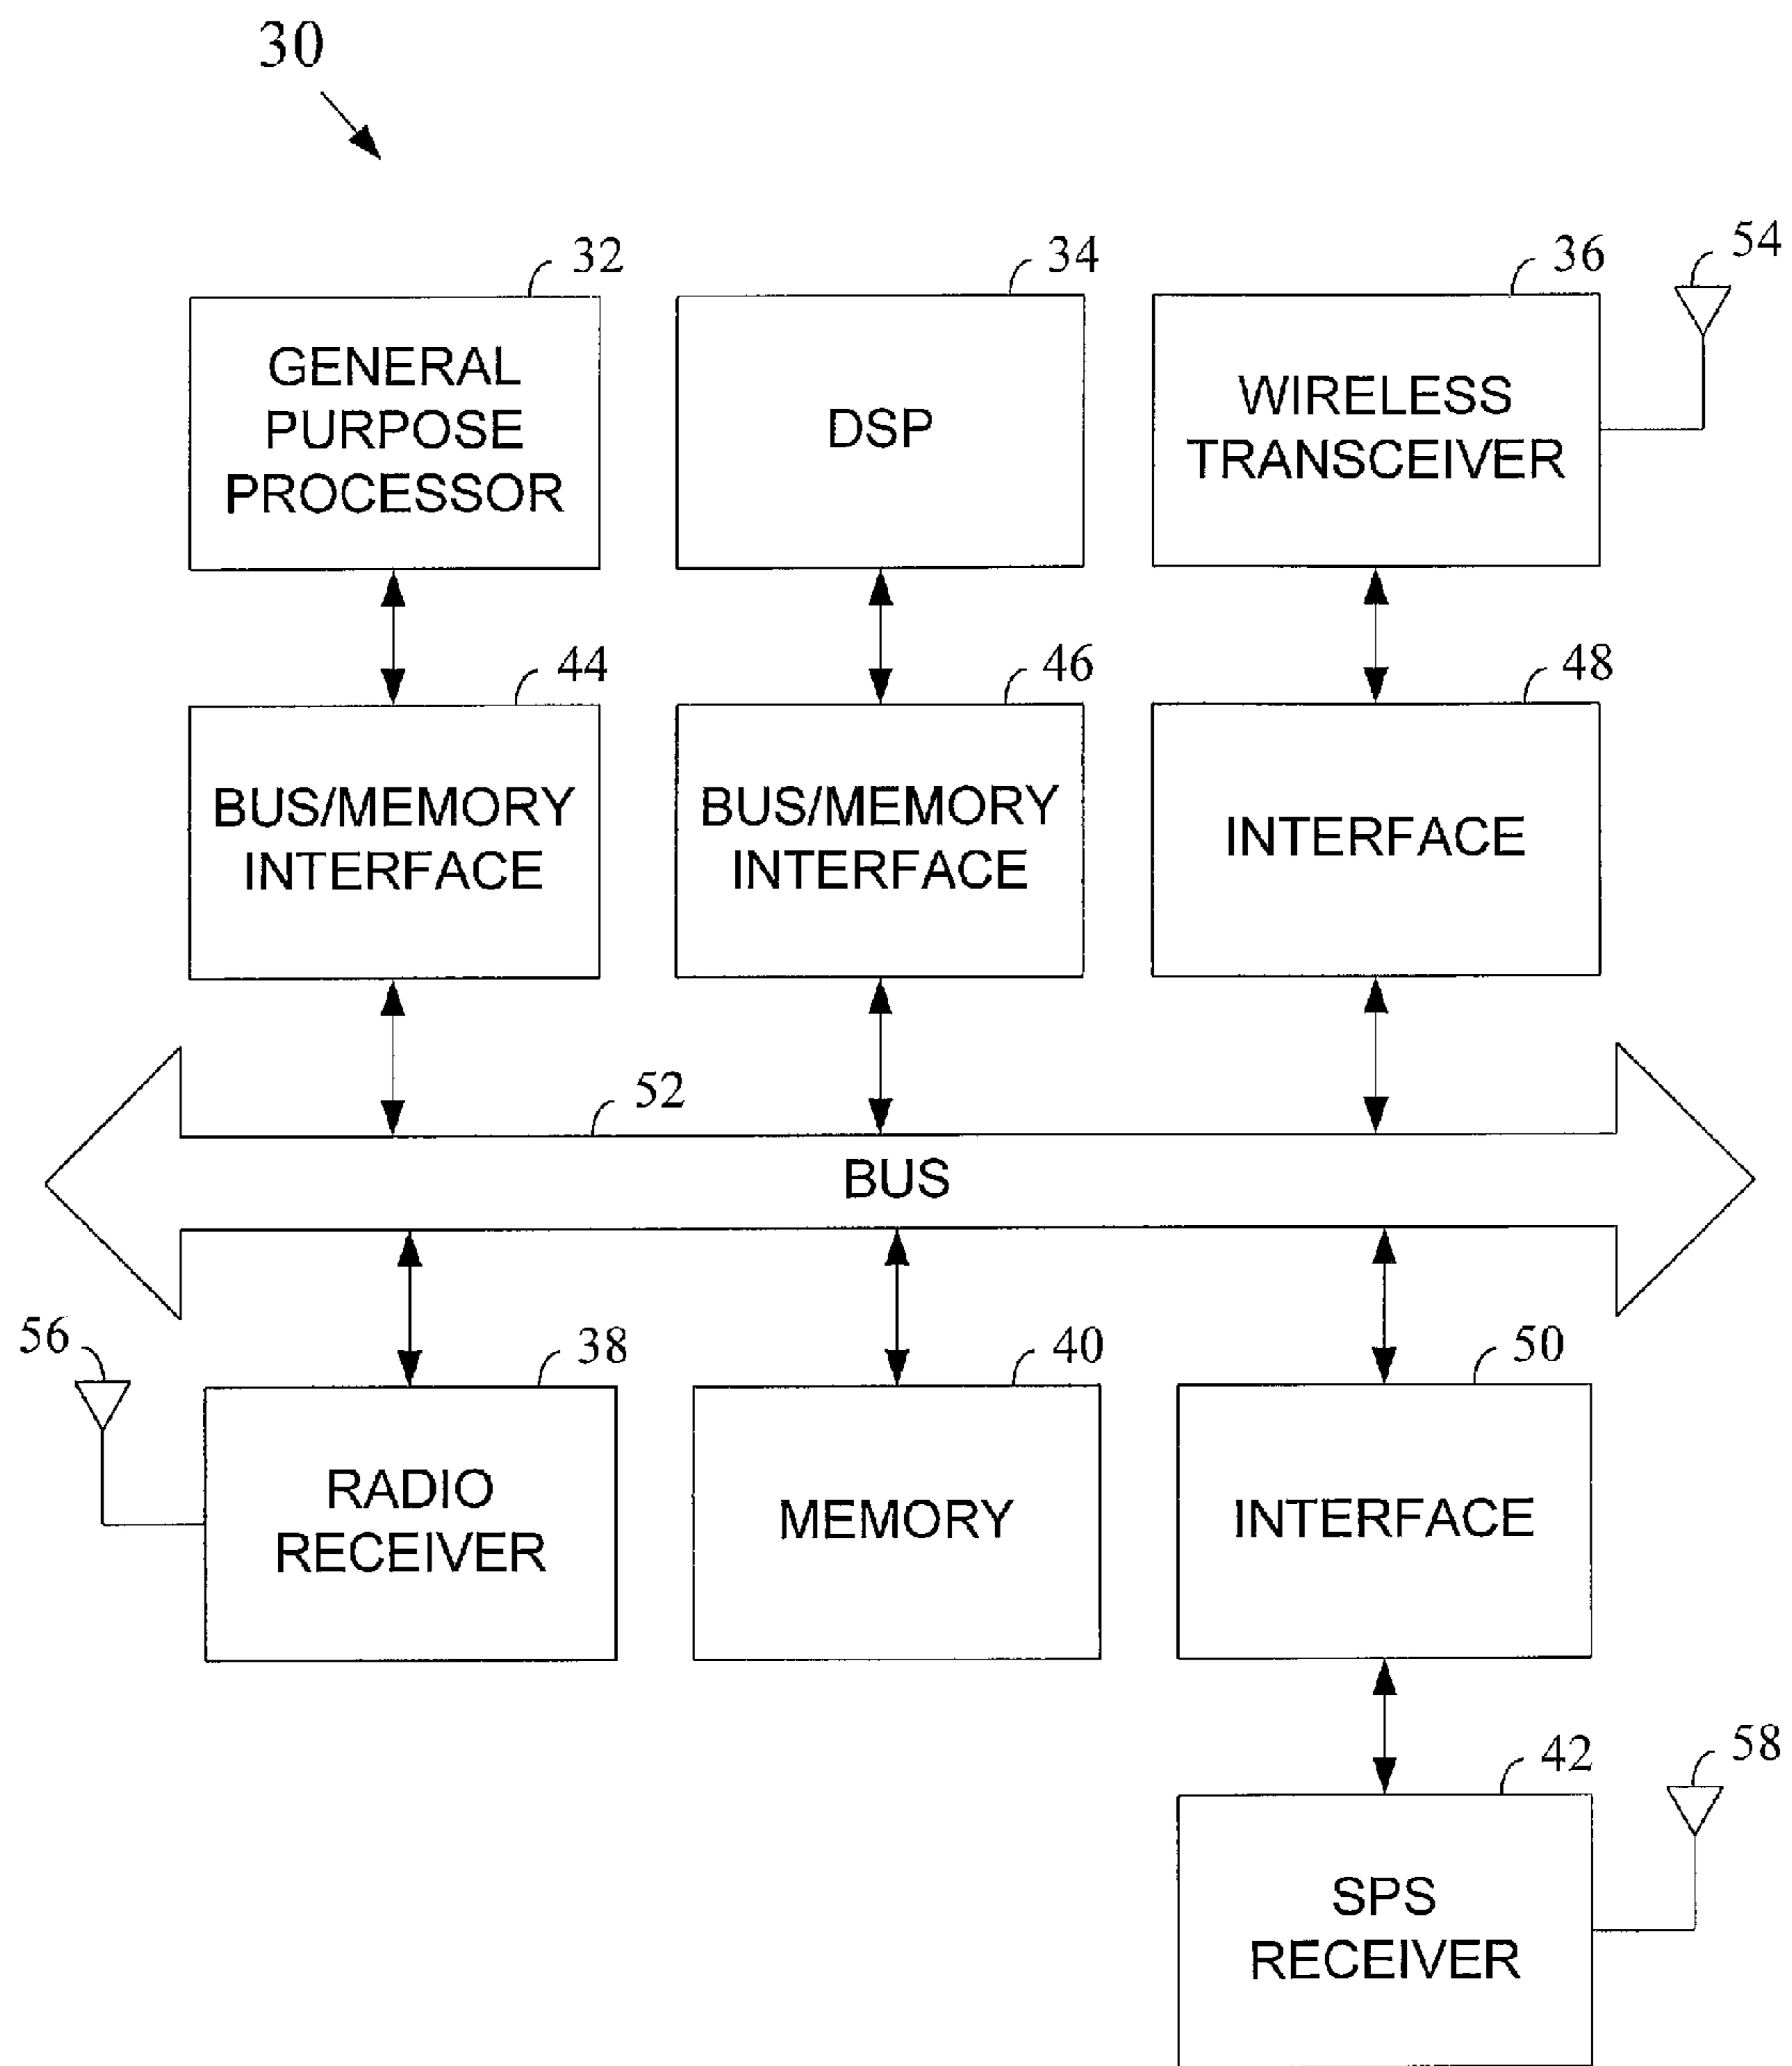 30
32
34
36
54
GENERAL
PURPOSE
PROCESSOR
DSP
WIRELESS
TRANSCEIVER
44
46
48
BUS/MEMORY
INTERFACE
BUS/MEMORY
INTERFACE
INTERFACE
52
BUS
56
38
40
50
RADIO
RECEIVER
MEMORY
INTERFACE
42
58
SPS
RECEIVER